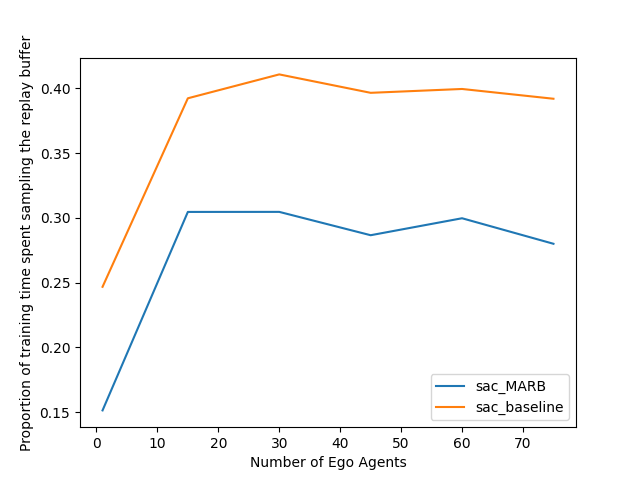 Proportion of training time spent sampling the replay buffer
0.40
0.35
0.30
0.25
0.20
0.15
0 10 20 30 40 50 60 70
Number of Ego Agents
sac_MARB
sac_baseline